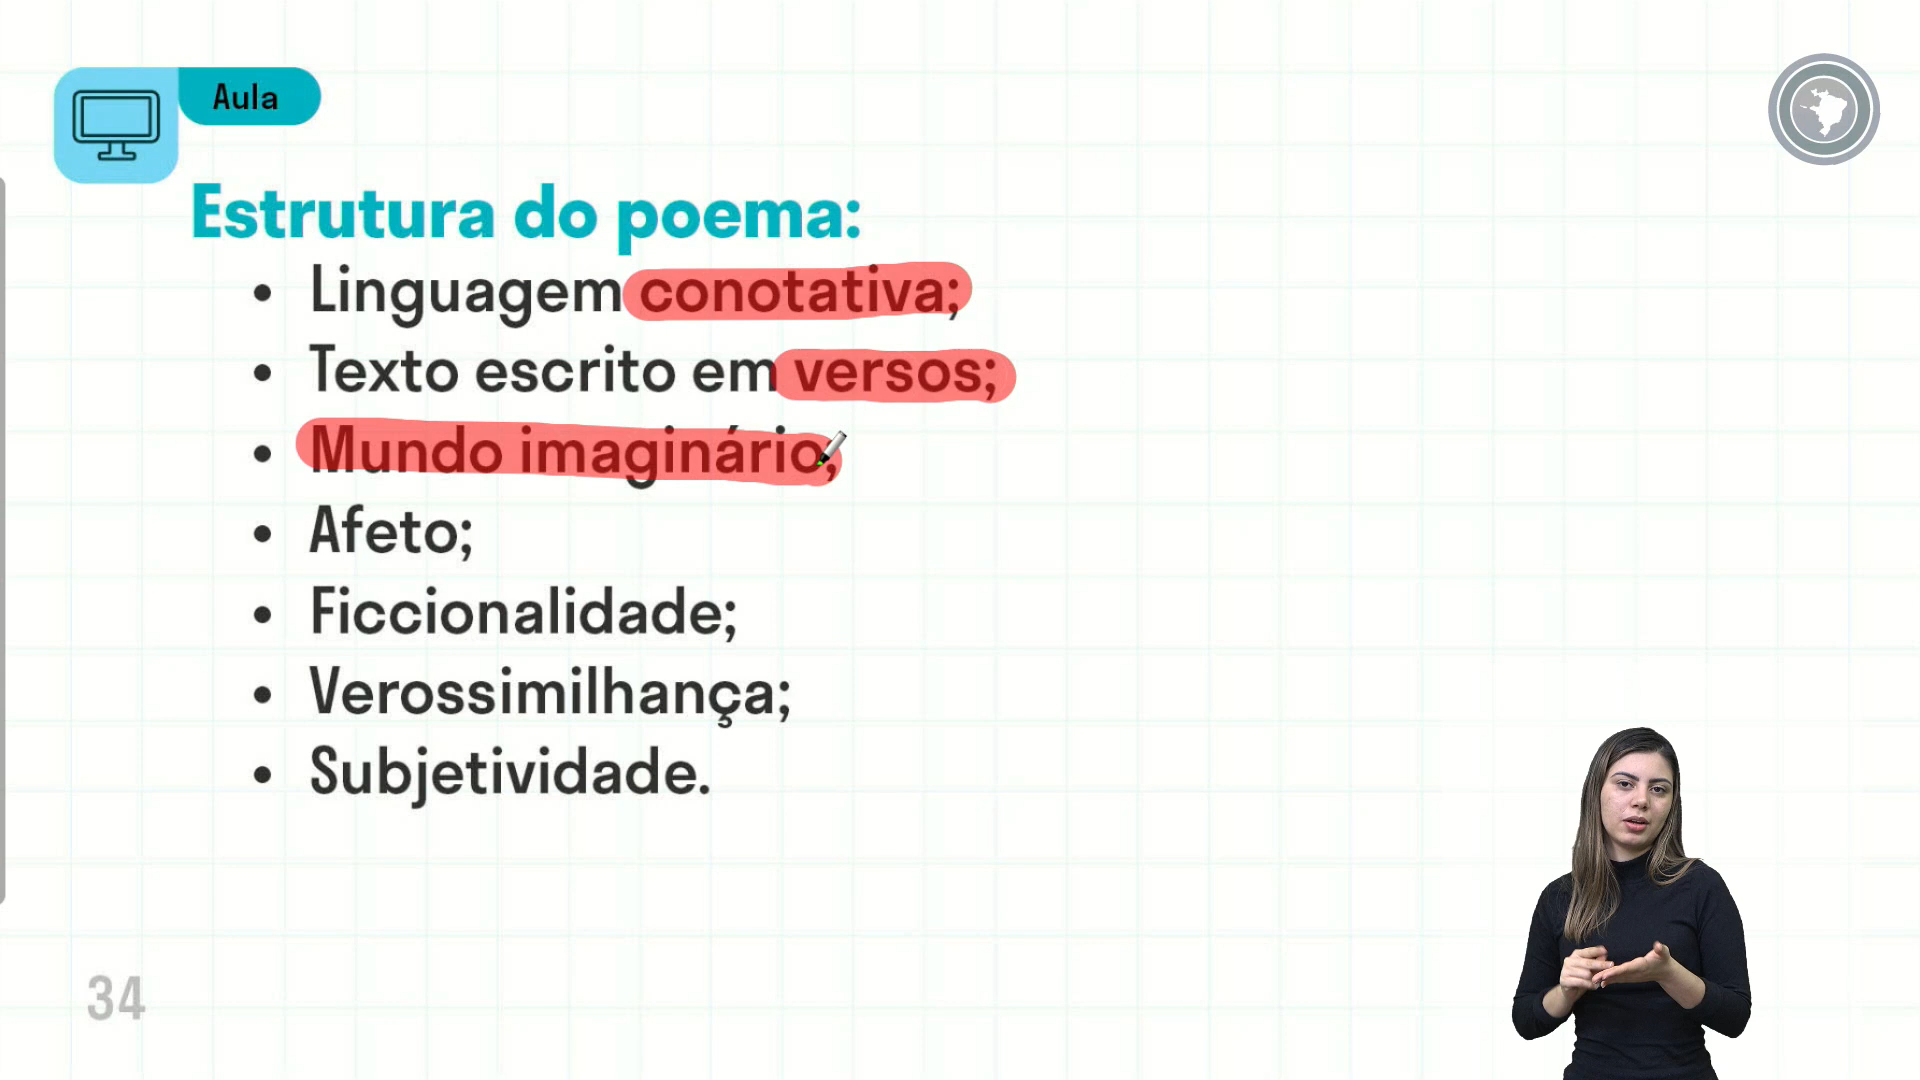 Aula
Estrutura do poema:
• Linguagem conotativa;
• Texto escrito em versos;
• Mundo imaginário;
• Afeto;
• Ficcionalidade;
• Verossimilhança;
• Subjetividade.
34